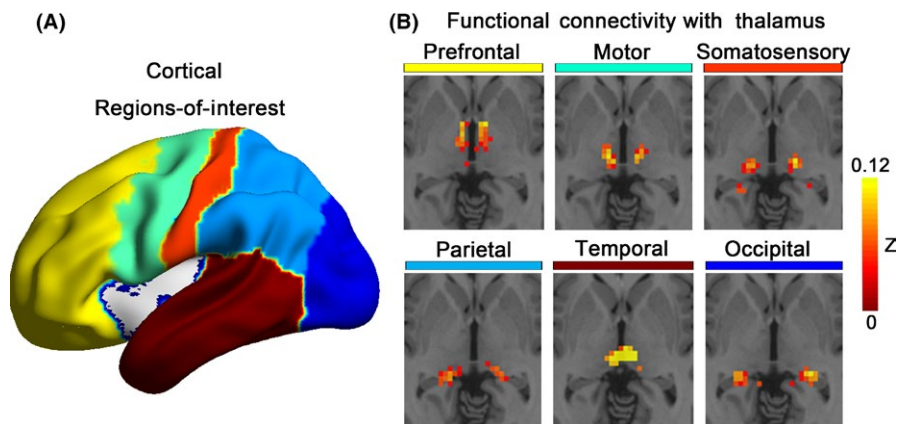 (A)
Cortical
Regions-of-interest
(B) Functional connectivity with thalamus
Prefrontal Motor Somatosensory
Parietal Temporal Occipital
0.12
Z
0